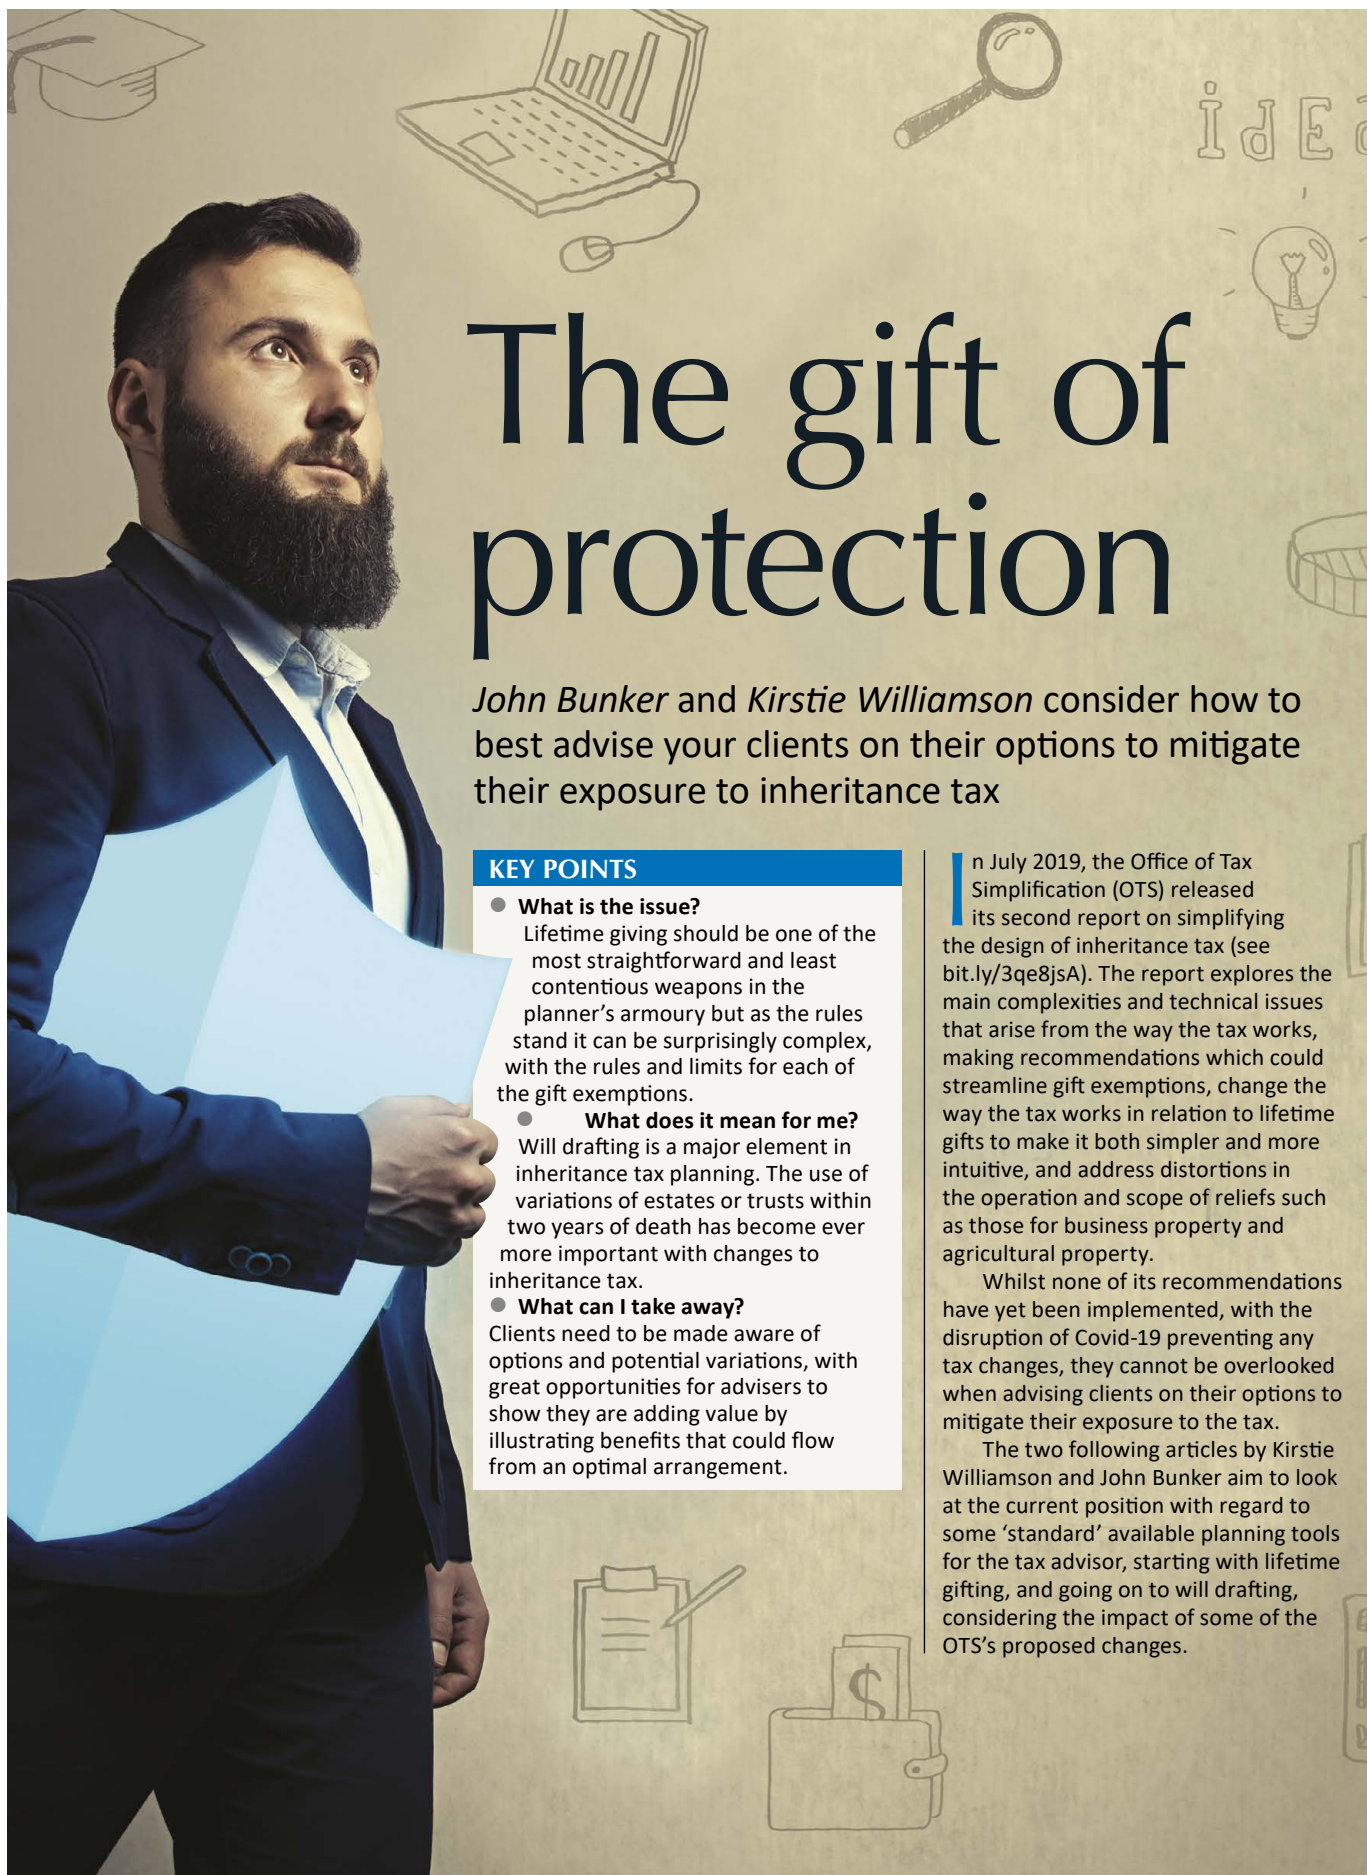 iDEa
The gift of
protection
John Bunker and Kirstie Williamson consider how to
best advise your clients on their options to mitigate
their exposure to inheritance tax
KEY POINTS
● What is the issue?
Lifetime giving should be one of the
most straightforward and least
contentious weapons in the
planner’s armoury but as the rules
stand it can be surprisingly complex,
with the rules and limits for each of
the gift exemptions.
● What does it mean for me?
Will drafting is a major element in
inheritance tax planning. The use of
variations of estates or trusts within
two years of death has become ever
more important with changes to
inheritance tax.
● What can I take away?
Clients need to be made aware of
options and potential variations, with
great opportunities for advisers to
show they are adding value by
illustrating benefits that could flow
from an optimal arrangement.
In July 2019, the Office of Tax
Simplification (OTS) released
its second report on simplifying
the design of inheritance tax (see
bit.ly/3qe8jsA). The report explores the
main complexities and technical issues
that arise from the way the tax works,
making recommendations which could
streamline gift exemptions, change the
way the tax works in relation to lifetime
gifts to make it both simpler and more
intuitive, and address distortions in
the operation and scope of reliefs such
as those for business property and
agricultural property.
Whilst none of its recommendations
have yet been implemented, with the
disruption of Covid-19 preventing any
tax changes, they cannot be overlooked
when advising clients on their options to
mitigate their exposure to the tax.
The two following articles by Kirstie
Williamson and John Bunker aim to look
at the current position with regard to
some ‘standard’ available planning tools
for the tax advisor, starting with lifetime
gifting, and going on to will drafting,
considering the impact of some of the
OTS’s proposed changes.
$